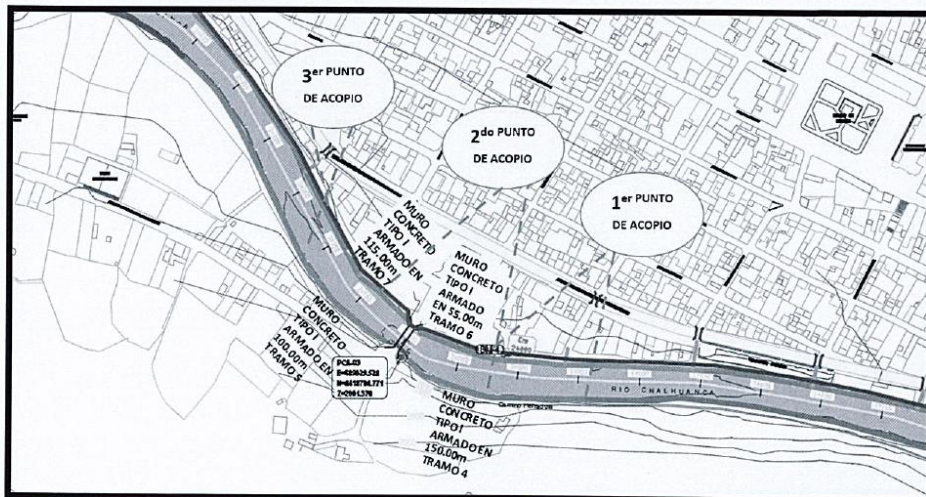 3er PUNTO
DE ACOPIO
2do PUNTO
DE ACOPIO
1er PUNTO
DE ACOPIO
MURO
CONCRETO
TIPO I
ARMADO EN
115.00m
TRAMO 7
MURO
CONCRETO
TIPO I
ARMADO
EN 55.00m
TRAMO 6
MURO
CONCRETO
TIPO I
ARMADO EN
100.00m
TRAMO 5
MURO
CONCRETO
TIPO I
ARMADO EN
150.00m
TRAMO 4
RIO CHALHUANCA